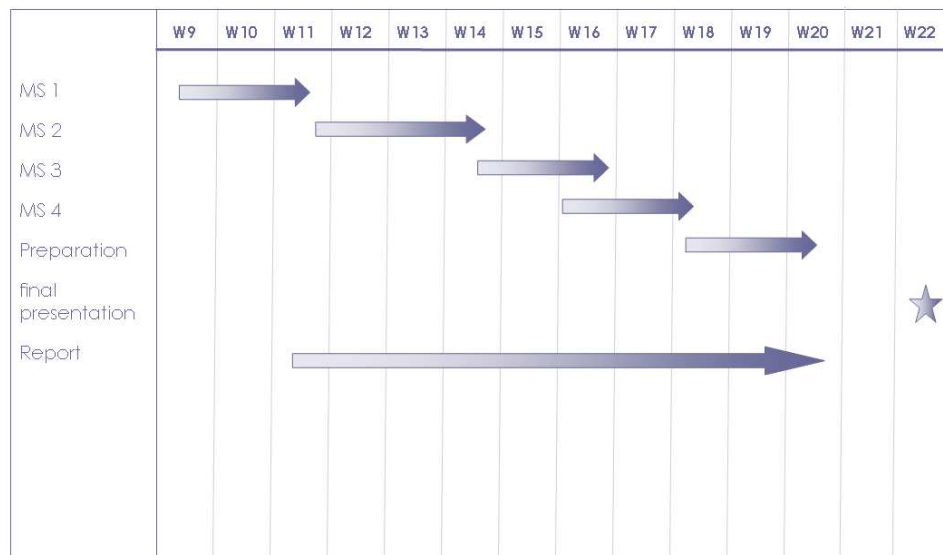 W9 W10 W11 W12 W13 W14 W15 W16 W17 W18 W19 W20 W21 W22
MS 1
MS 2
MS 3
MS 4
Preparation
final
presentation
Report